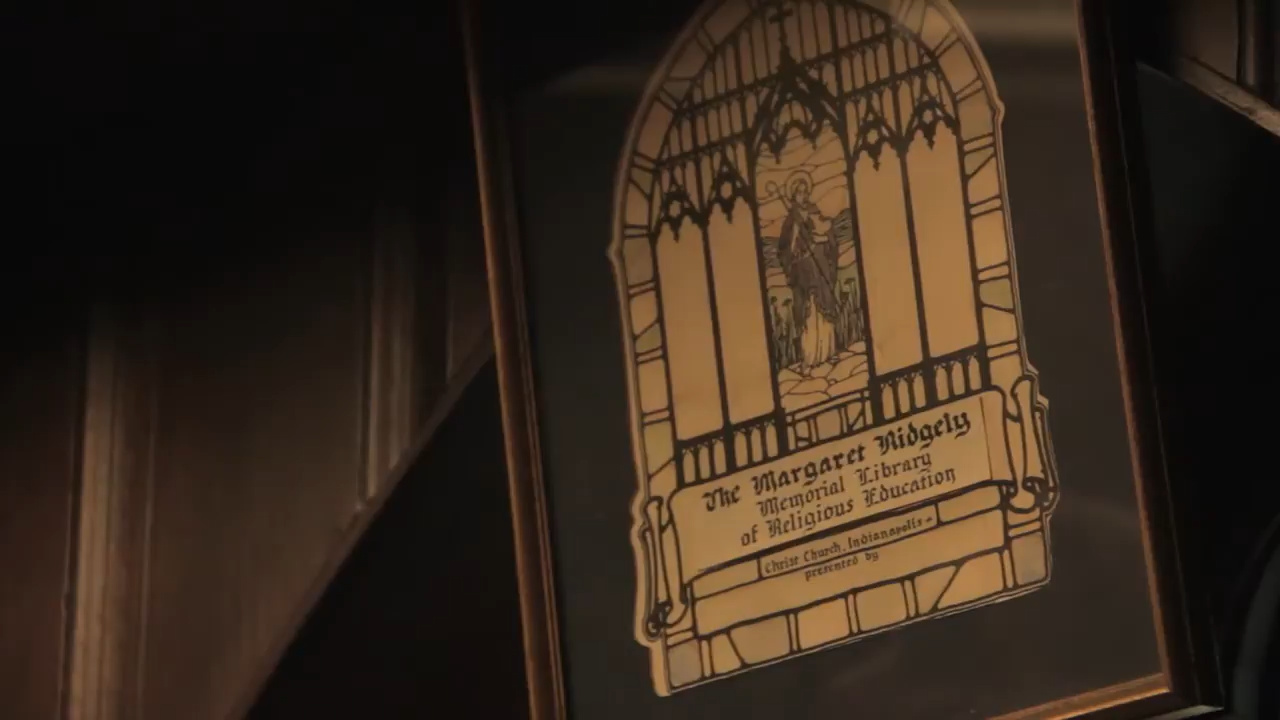 The Margaret Ridgely
Memorial Library
of Religious Education
Christ Church, Indianapolis
presented by